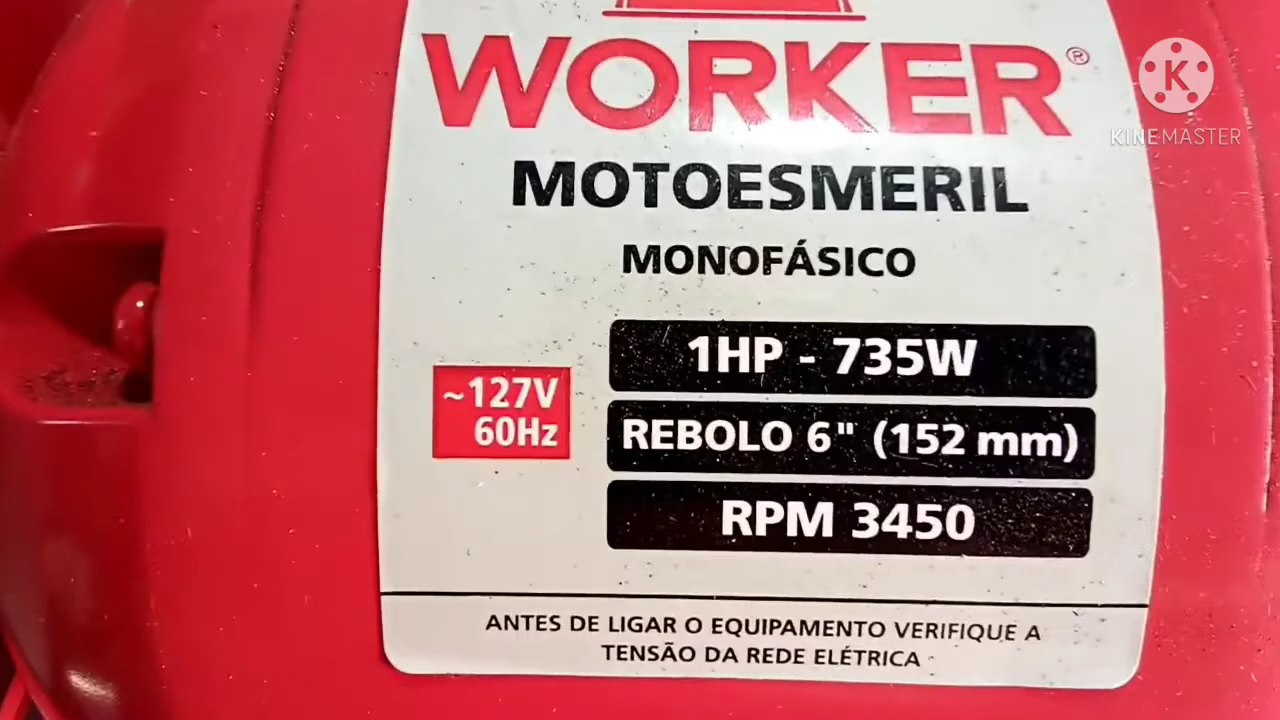 WORKER®
MOTOESMERIL
MONOFÁSICO
1HP - 735W
~127V
60Hz
REBOLO 6" (152 mm)
RPM 3450
ANTES DE LIGAR O EQUIPAMENTO VERIFIQUE A
TENSÃO DA REDE ELÉTRICA
K
KINEMASTER